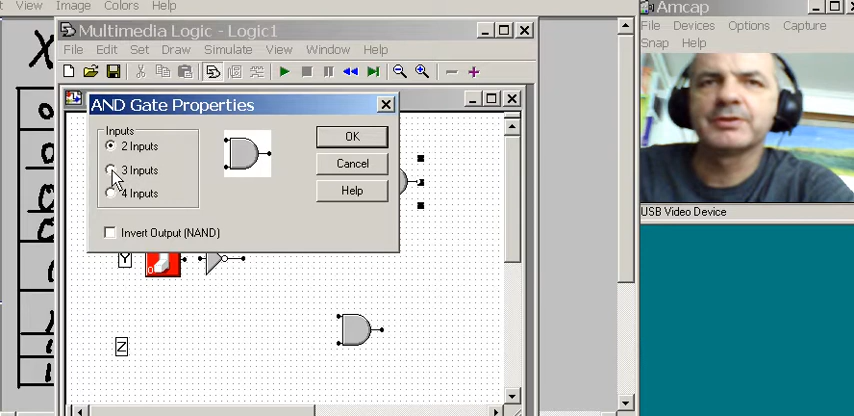 View Image Colors Help
X
Multimedia Logic - Logic1
File Edit Set Draw Simulate View Window Help
AND Gate Properties
Inputs
2 Inputs
3 Inputs
4 Inputs
Invert Output (NAND)
OK
Cancel
Help
Y
0
Z
Amcap
File Devices Options Capture
Snap Help
USB Video Device